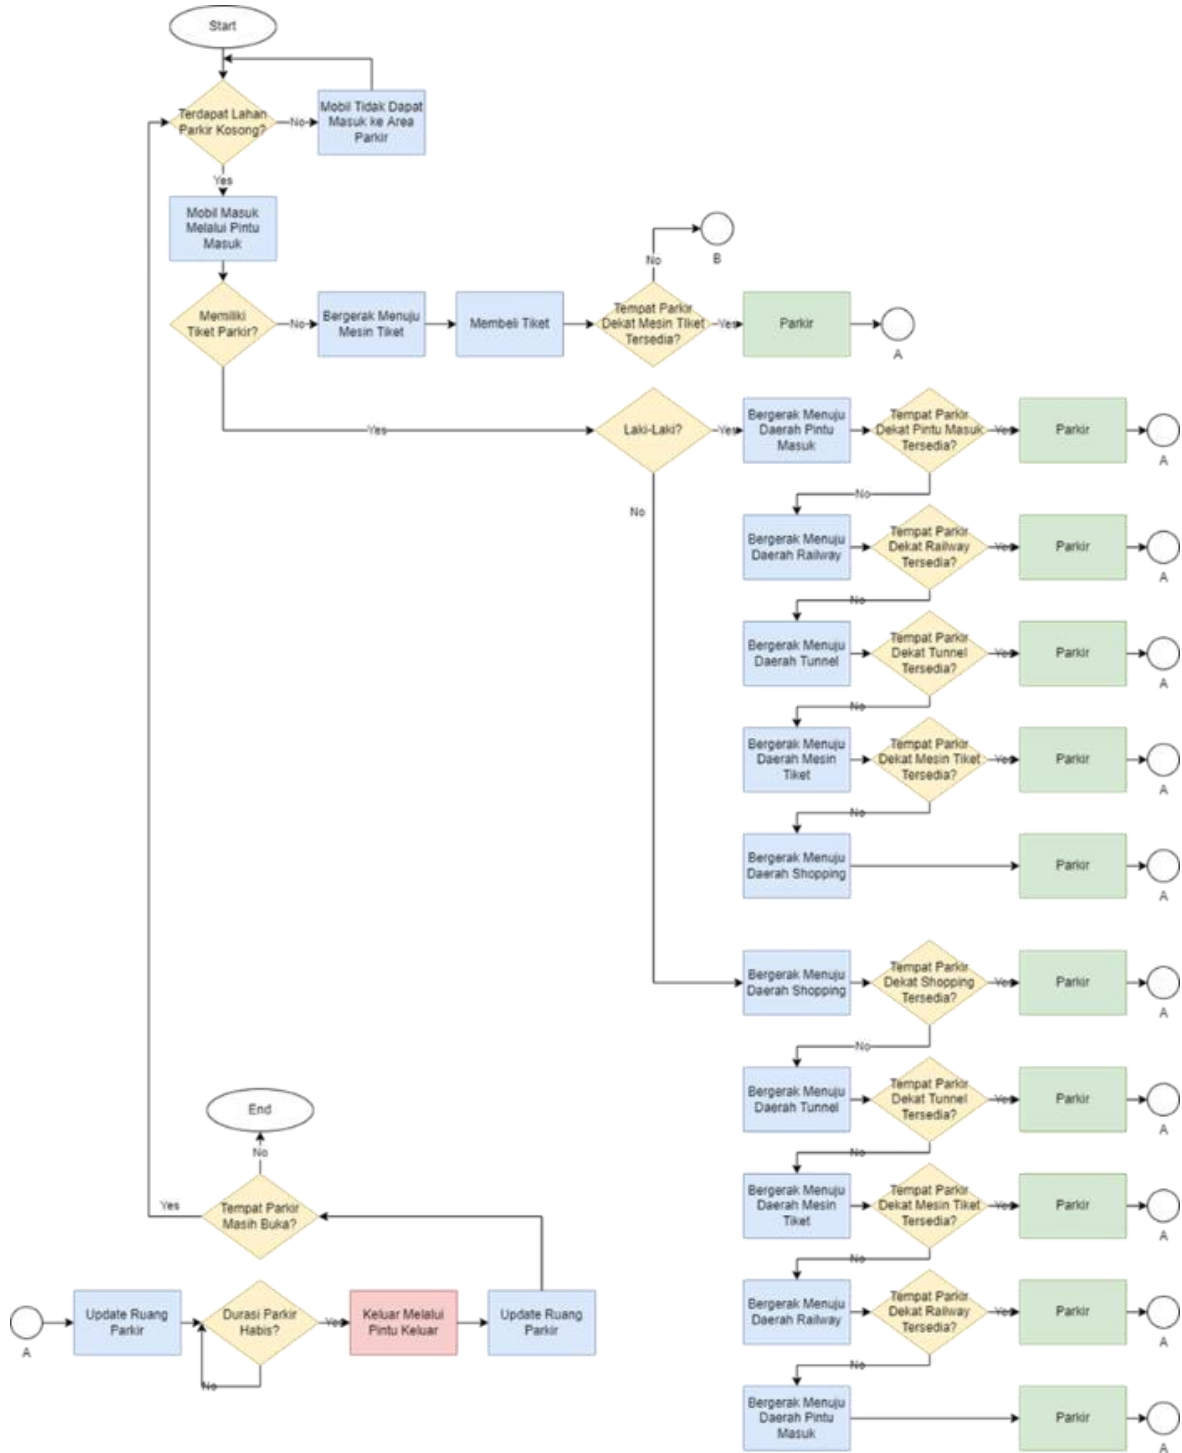 Start
Terdapat Lahan
Parkir Kosong?
No
Mobil Tidak Dapat
Masuk ke Area
Parkir
Yes
Mobil Masuk
Melalui Pintu
Masuk
Memiliki
Tiket Parkir?
No
Bergerak Menuju
Mesin Tiket
Membeli Tiket
Tempat Parkir
Dekat Mesin Tiket
Tersedia?
No
B
Yes
Parkir
A
Yes
Laki-Laki?
Yes
Bergerak Menuju
Daerah Pintu
Masuk
Tempat Parkir
Dekat Pintu Masuk
Tersedia?
Yes
Parkir
A
No
No
Bergerak Menuju
Daerah Railway
Tempat Parkir
Dekat Railway
Tersedia?
Yes
Parkir
A
No
Bergerak Menuju
Daerah Tunnel
Tempat Parkir
Dekat Tunnel
Tersedia?
Yes
Parkir
A
No
Bergerak Menuju
Daerah Mesin
Tiket
Tempat Parkir
Dekat Mesin Tiket
Tersedia?
Yes
Parkir
A
No
Bergerak Menuju
Daerah Shopping
Parkir
A
Bergerak Menuju
Daerah Shopping
Tempat Parkir
Dekat Shopping
Tersedia?
Yes
Parkir
A
No
Bergerak Menuju
Daerah Tunnel
Tempat Parkir
Dekat Tunnel
Tersedia?
Yes
Parkir
A
No
Bergerak Menuju
Daerah Mesin
Tiket
Tempat Parkir
Dekat Mesin Tiket
Tersedia?
Yes
Parkir
A
No
Bergerak Menuju
Daerah Railway
Tempat Parkir
Dekat Railway
Tersedia?
Yes
Parkir
A
No
Bergerak Menuju
Daerah Pintu
Masuk
Parkir
A
End
No
Yes
Tempat Parkir
Masih Buka?
A
Update Ruang
Parkir
Durasi Parkir
Habis?
No
Yes
Keluar Melalui
Pintu Keluar
Update Ruang
Parkir